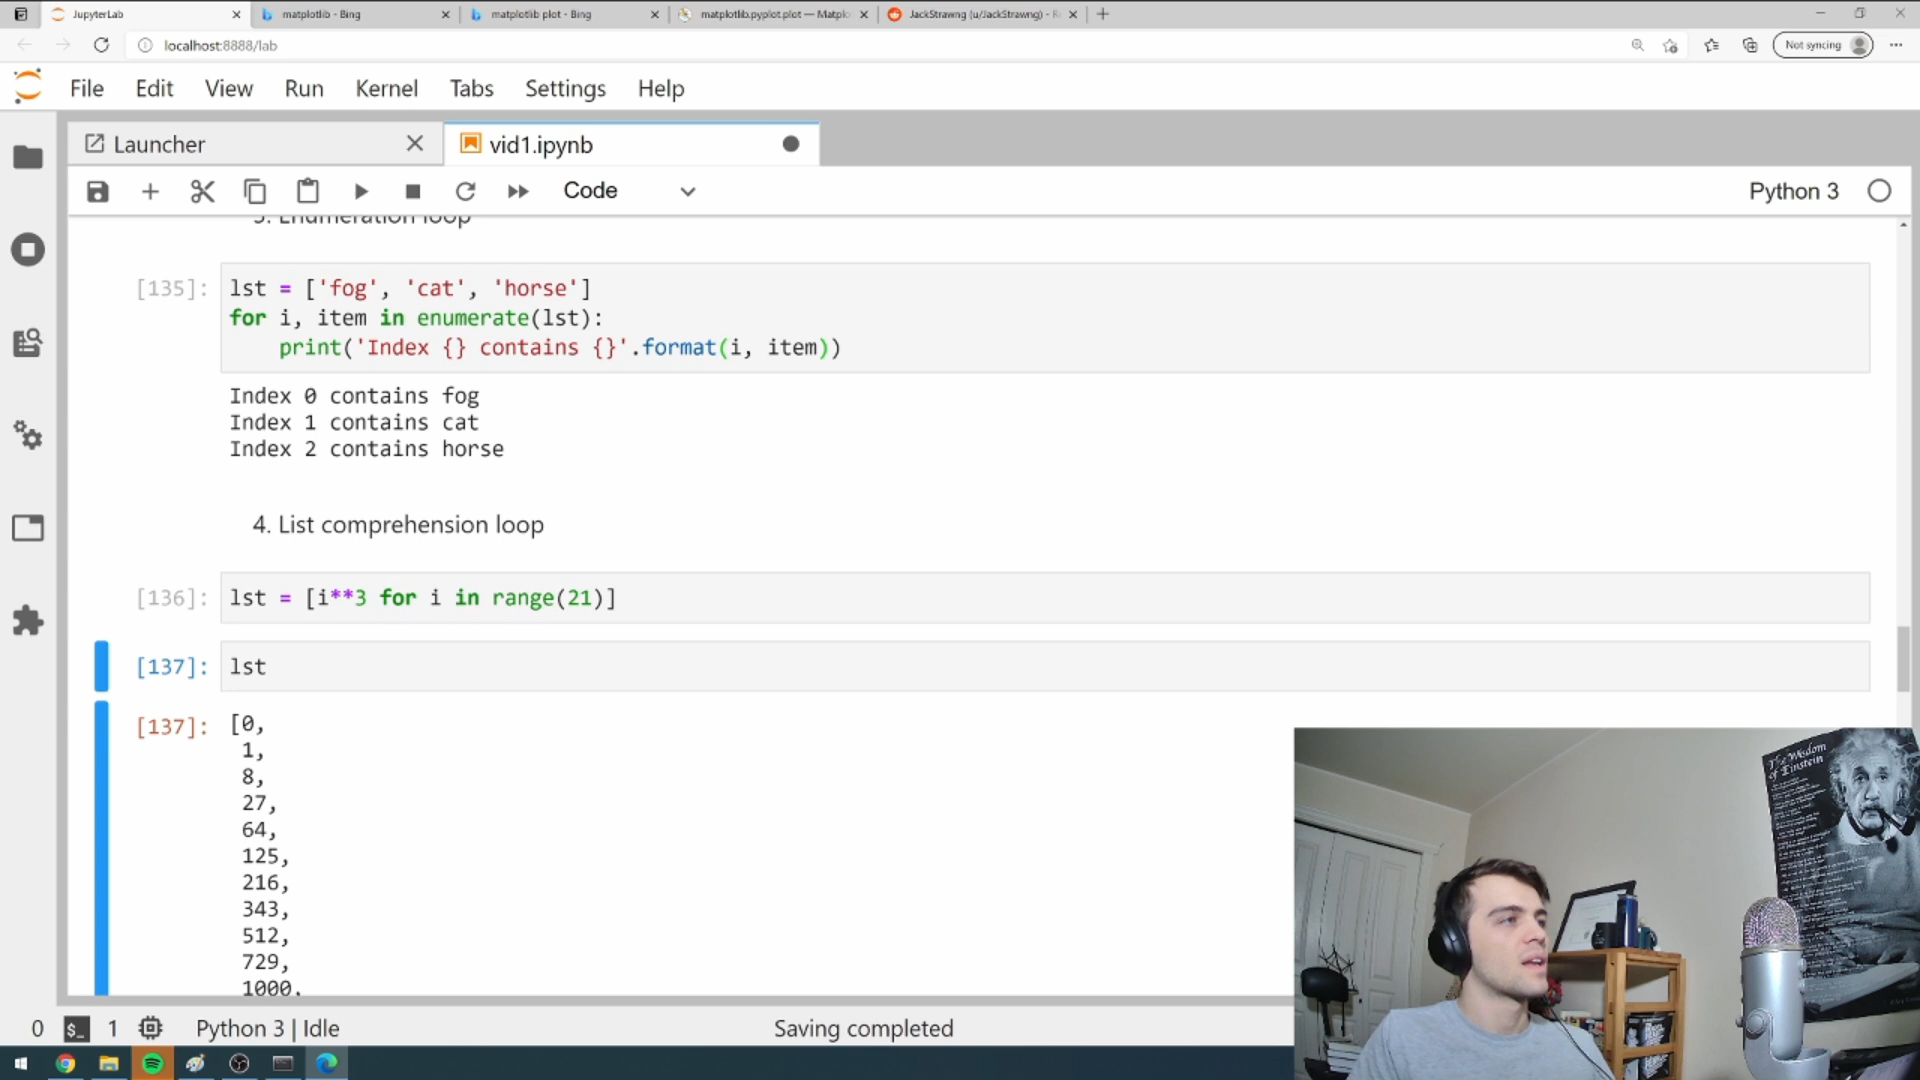 JupyterLab
matplotlib - Bing
matplotlib plot - Bing
matplotlib.pyplot.plot — Matplo
JackStrawng (u/JackStrawng) - R
localhost:8888/lab
Not syncing
File Edit View Run Kernel Tabs Settings Help
Launcher
vid1.ipynb
Code
Python 3
3. Enumeration loop
[135]:
lst = ['fog', 'cat', 'horse']
for i, item in enumerate(lst):
    print('Index {} contains {}'.format(i, item))
Index 0 contains fog
Index 1 contains cat
Index 2 contains horse
4. List comprehension loop
[136]:
lst = [i**3 for i in range(21)]
[137]:
lst
[137]:
[0,
1,
8,
27,
64,
125,
216,
343,
512,
729,
1000,
The Wisdom
of Einstein
0
$_
1
Python 3 | Idle
Saving completed